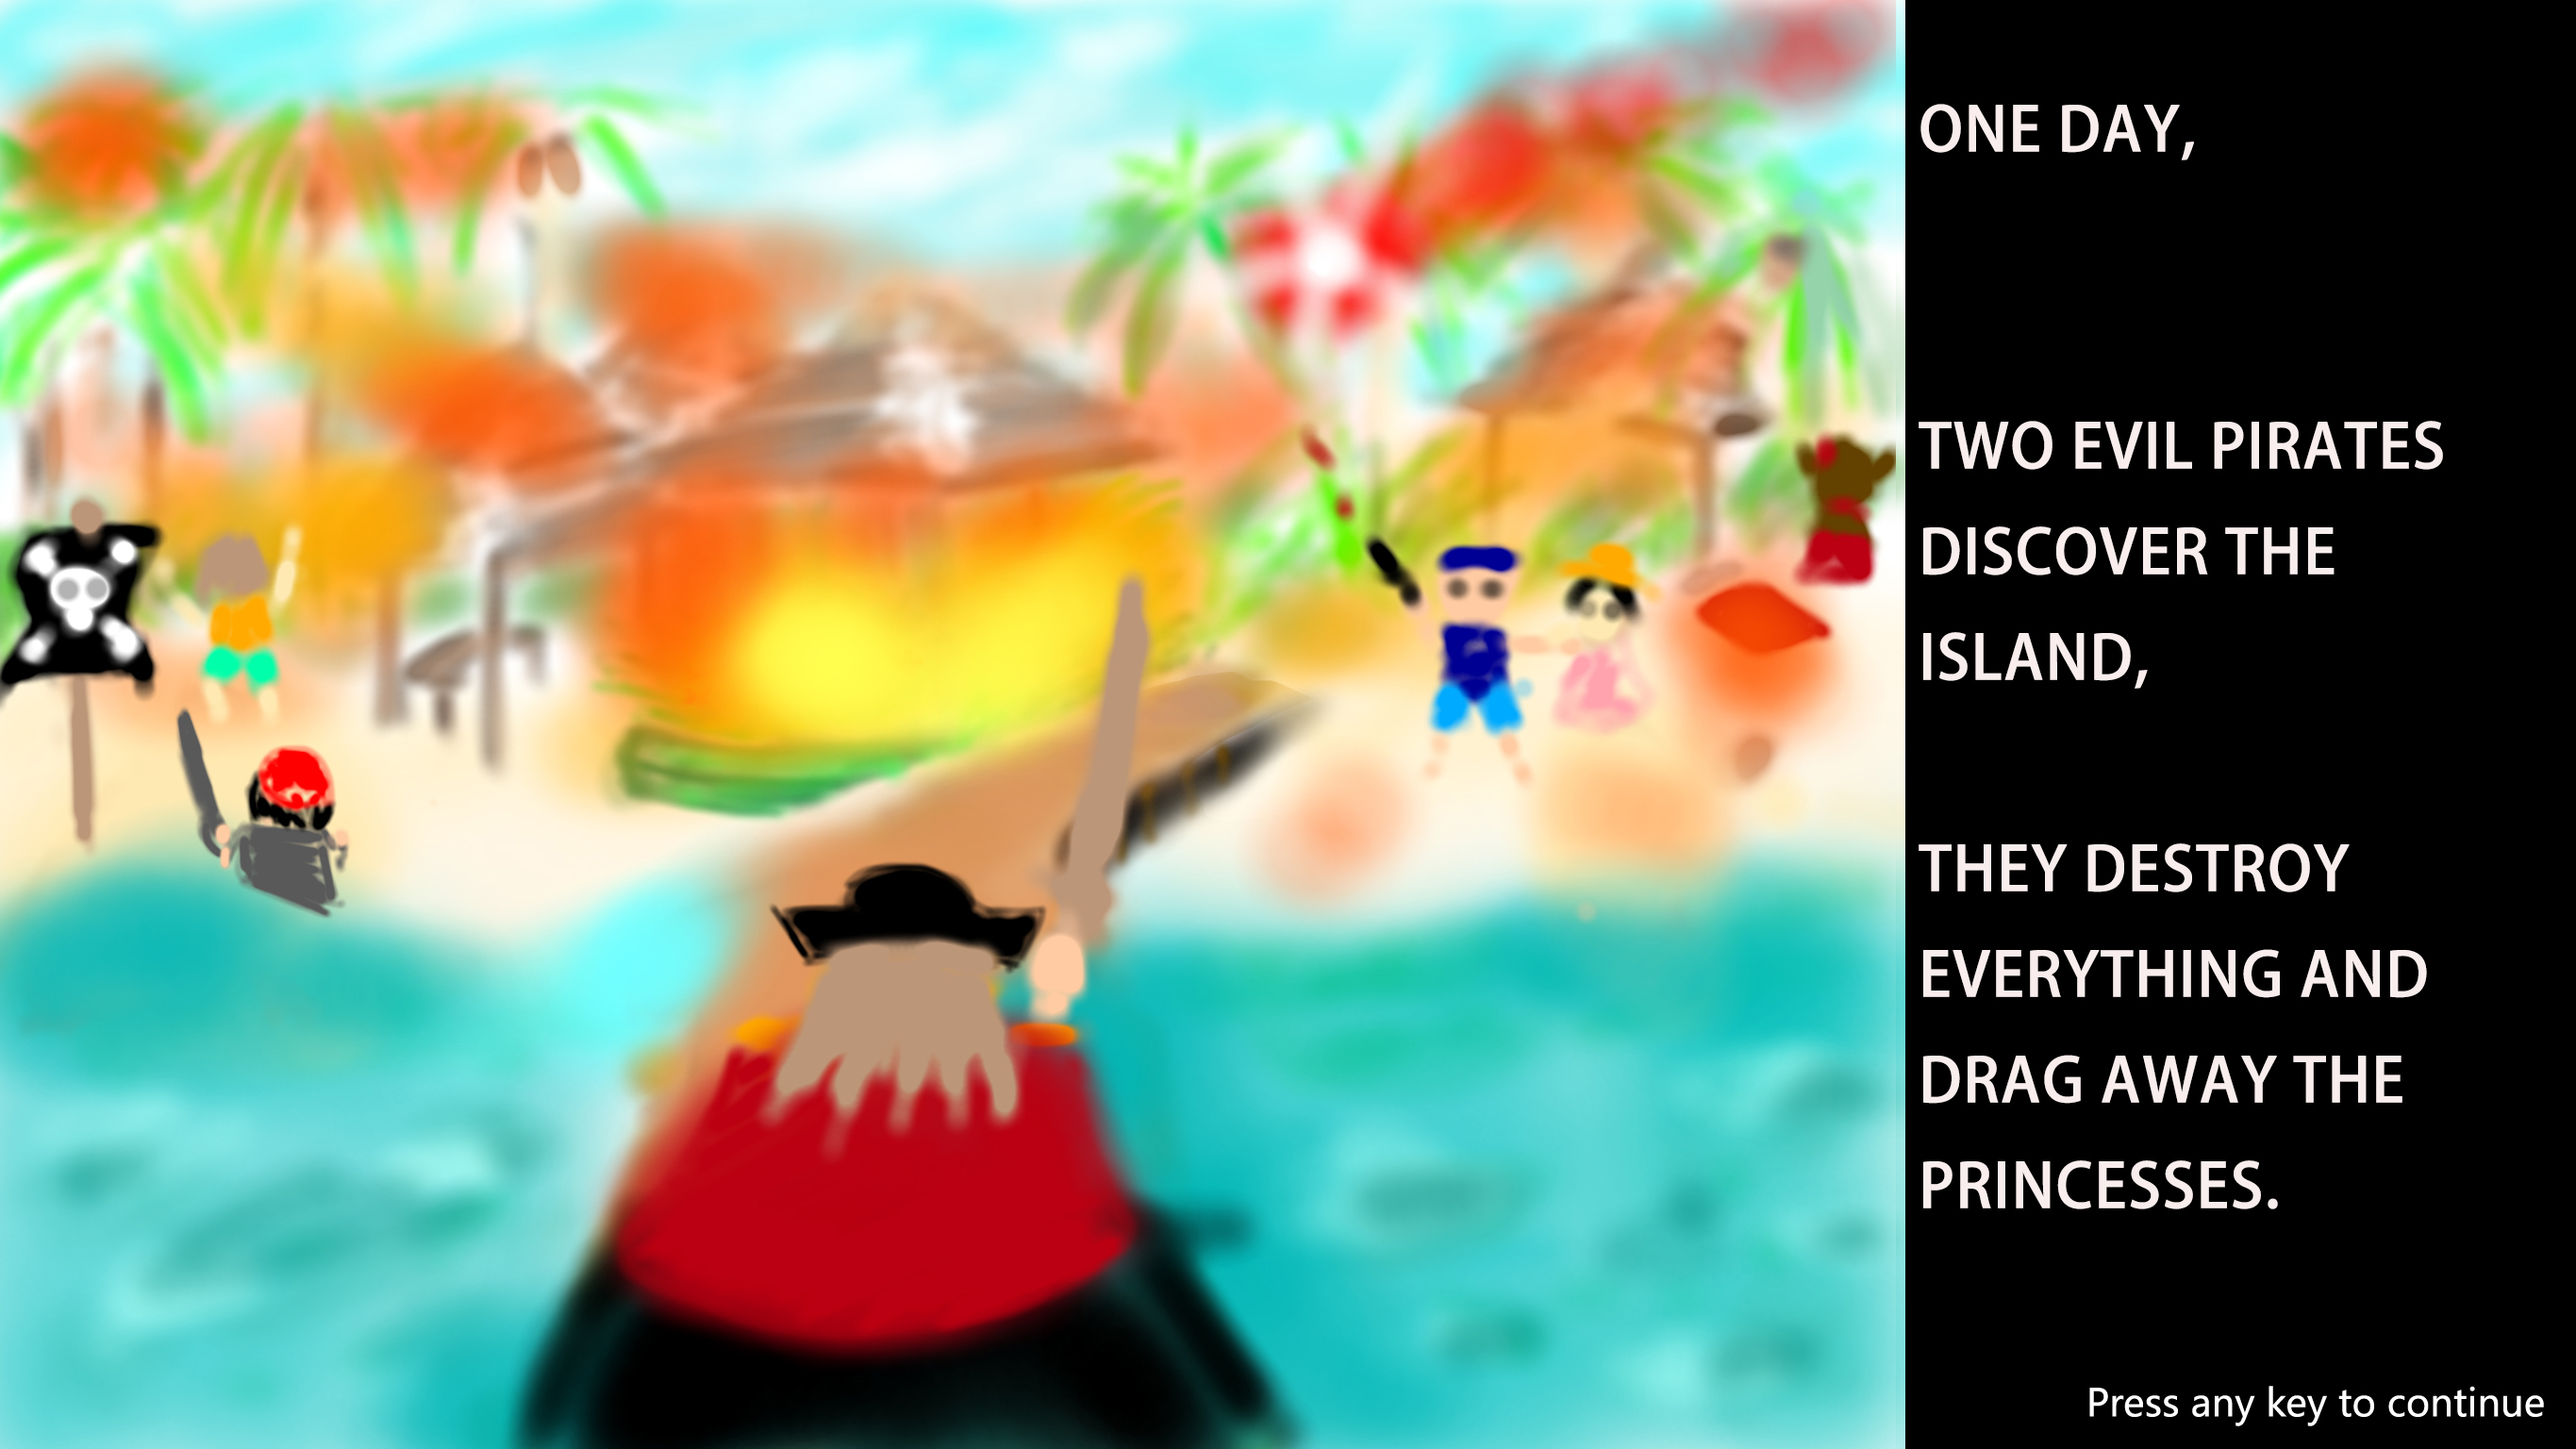 ONE DAY,
TWO EVIL PIRATES
DISCOVER THE
ISLAND,
THEY DESTROY
EVERYTHING AND
DRAG AWAY THE
PRINCESSES.
Press any key to continue